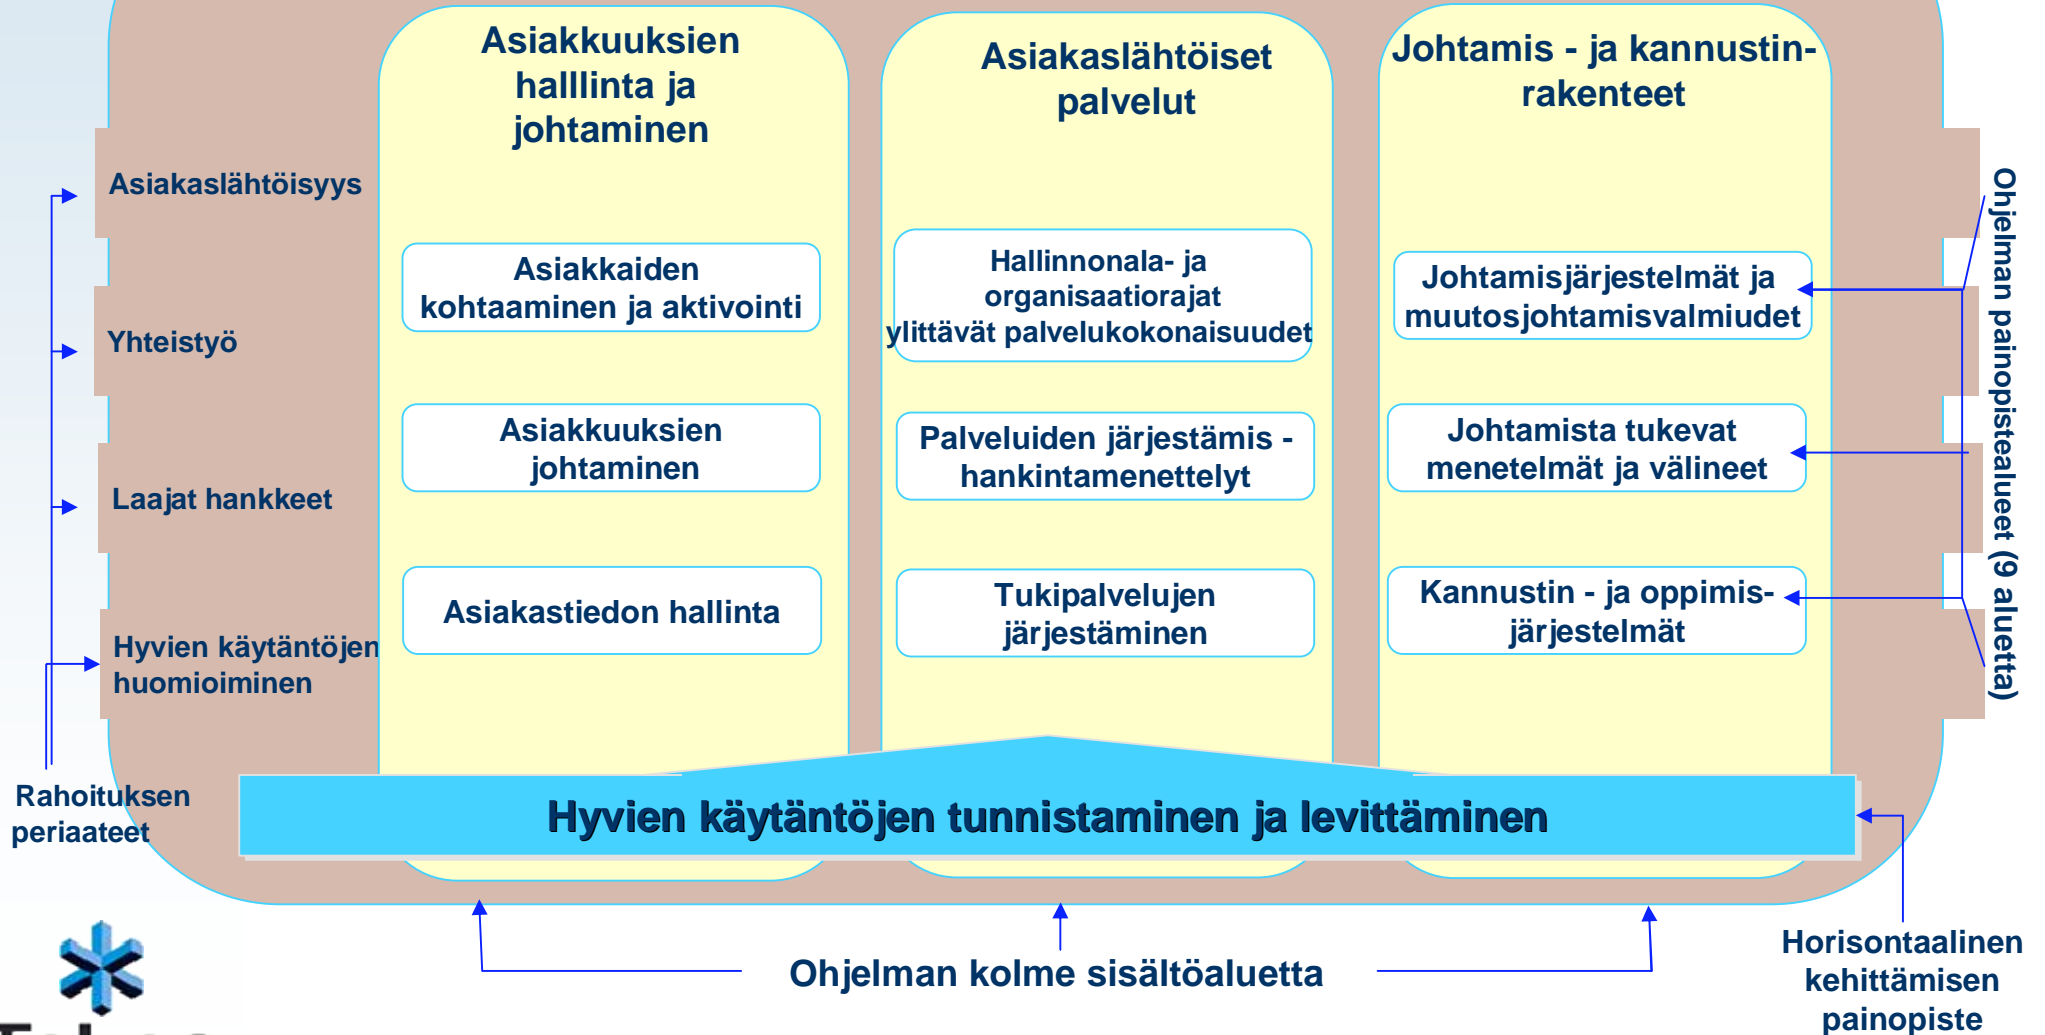 Asiakkuuksien
halllinta ja
johtaminen
Asiakaslähtöiset
palvelut
Johtamis - ja kannustin-
rakenteet
Asiakaslähtöisyys
Yhteistyö
Laajat hankkeet
Hyvien käytäntöjen
huomioiminen
Rahoituksen
periaateet
Asiakkaiden
kohtaaminen ja aktivointi
Asiakkuuksien
johtaminen
Asiakastiedon hallinta
Hallinnonala- ja
organisaatiorajat
ylittävät palvelukokonaisuudet
Palveluiden järjestämis -
hankintamenettelyt
Tukipalvelujen
järjestäminen
Johtamisjärjestelmät ja
muutosjohtamisvalmiudet
Johtamista tukevat
menetelmät ja välineet
Kannustin - ja oppimis-
järjestelmät
Ohjelman painopistealueet (9 aluetta)
Hyvien käytäntöjen tunnistaminen ja levittäminen
Ohjelman kolme sisältöaluetta
Horisontaalinen
kehittämisen
painopiste